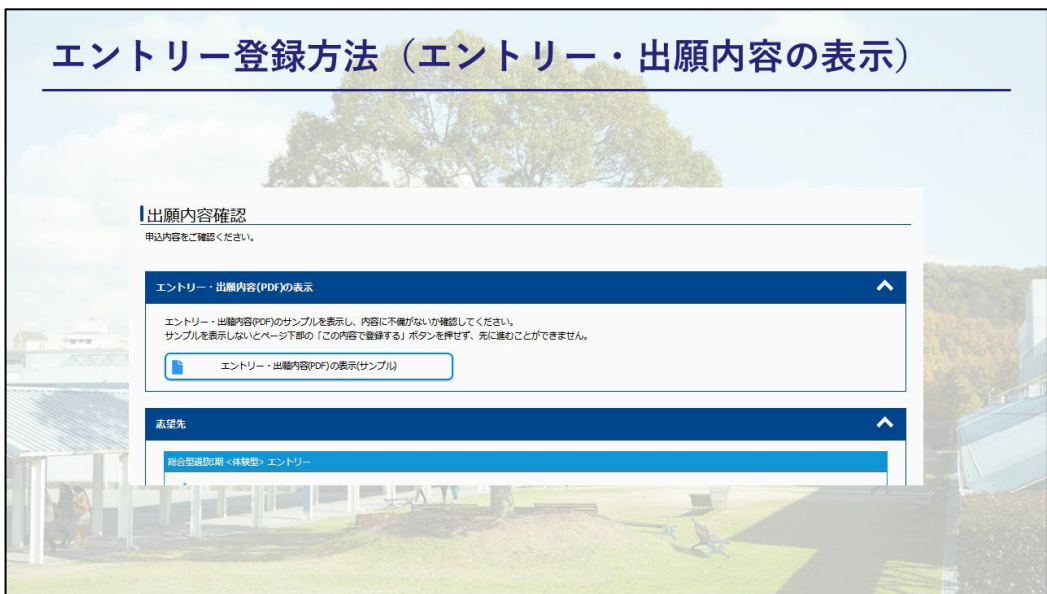 エントリー登録方法（エントリー・出願内容の表示）
出願内容確認
申込内容をご確認ください。
エントリー・出願内容(PDF)の表示
エントリー・出願内容(PDF)のサンプルを表示し、内容に不備がないか確認してください。
サンプルを表示しないとページ下部の「この内容で登録する」ボタンを押せず、先に進むことができません。
エントリー・出願内容(PDF)の表示(サンプル)
志望先
総合型選抜I期 <体験型> エントリー